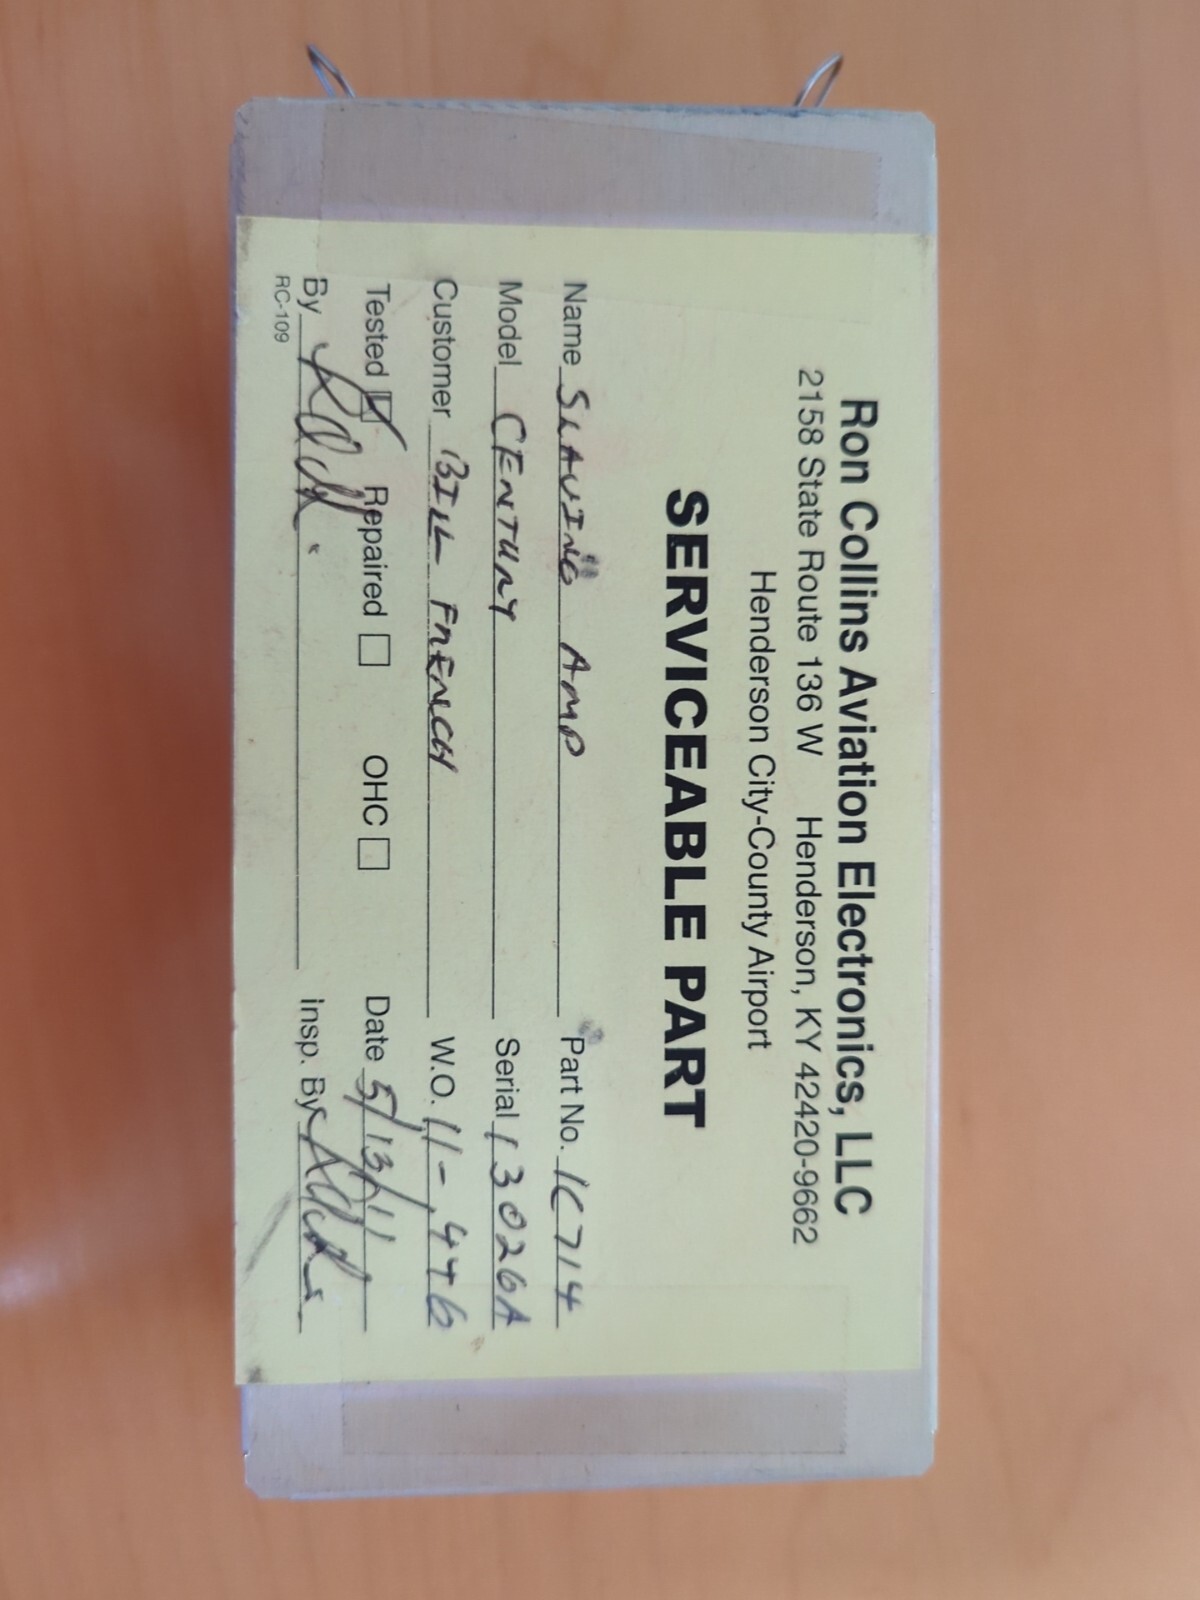 Ron Collins Aviation Electronics, LLC
2158 State Route 136 W Henderson, KY 42420-9662
Henderson City-County Airport
SERVICEABLE PART
Name SLAVING AMP Part No. 1C714
Model CENTURY Serial 13026A
Customer BILL FRENCH W.O. 11-446
Tested ☑ Repaired ☐ OHC ☐ Date 5/13/11
By Insp. By
RC-109